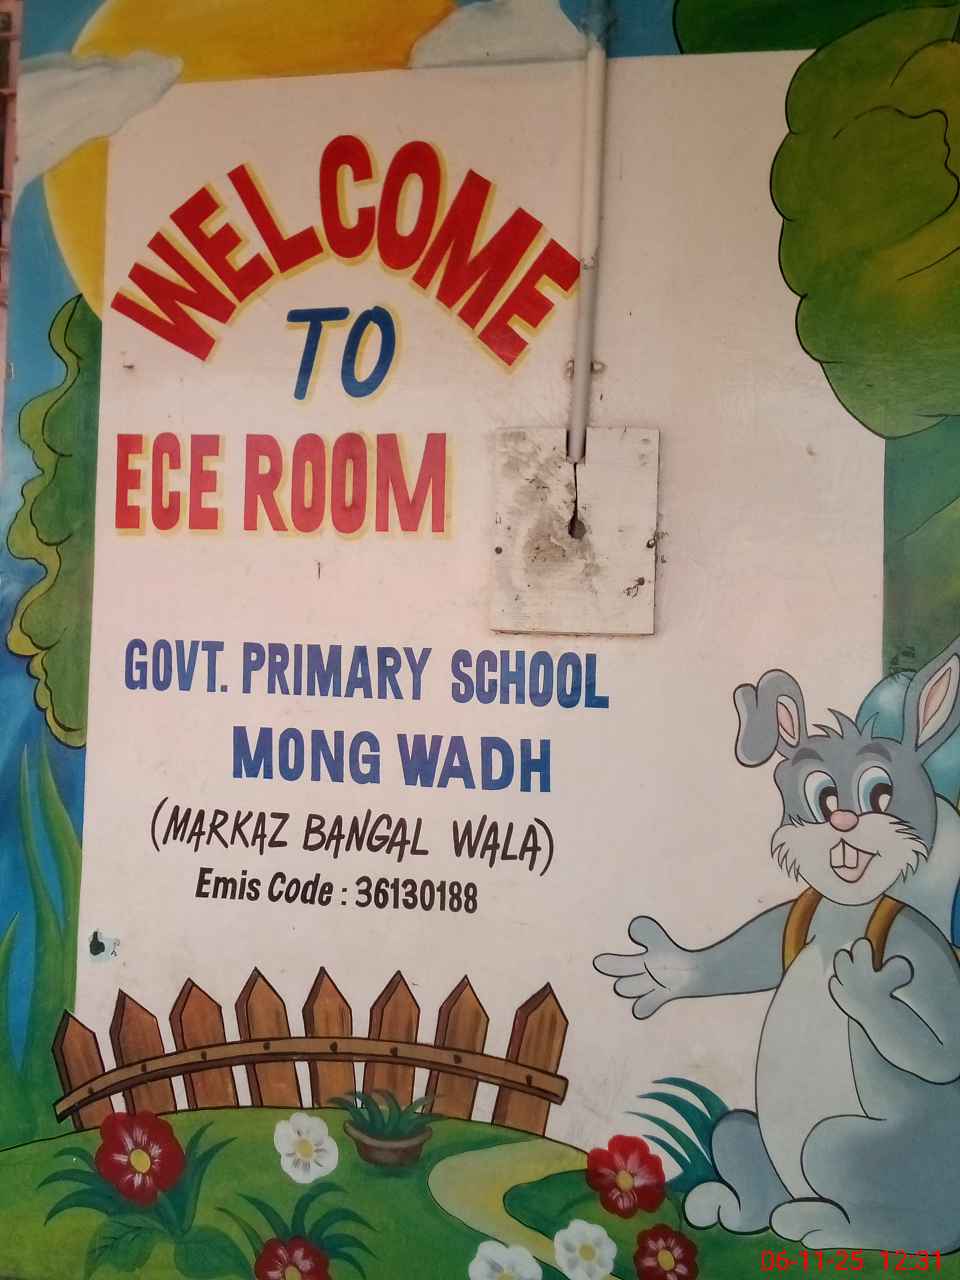 WELCOME
TO
ECE ROOM
GOVT. PRIMARY SCHOOL
MONG WADH
(MARKAZ BANGAL WALA)
Emis Code : 36130188
06-11-25 12:31